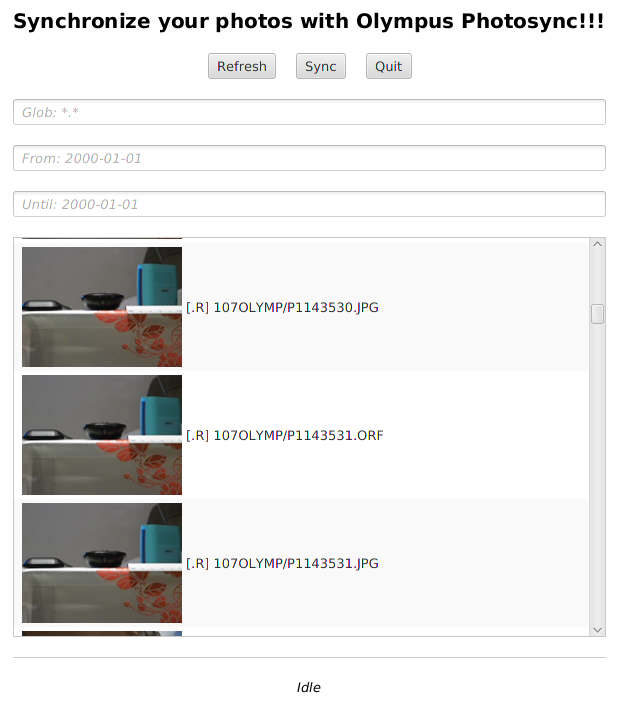 Synchronize your photos with Olympus Photosync!!!
Refresh Sync Quit
Glob: *.*
From: 2000-01-01
Until: 2000-01-01
[.R] 107OLYMP/P1143530.JPG
[.R] 107OLYMP/P1143531.ORF
[.R] 107OLYMP/P1143531.JPG
Idle